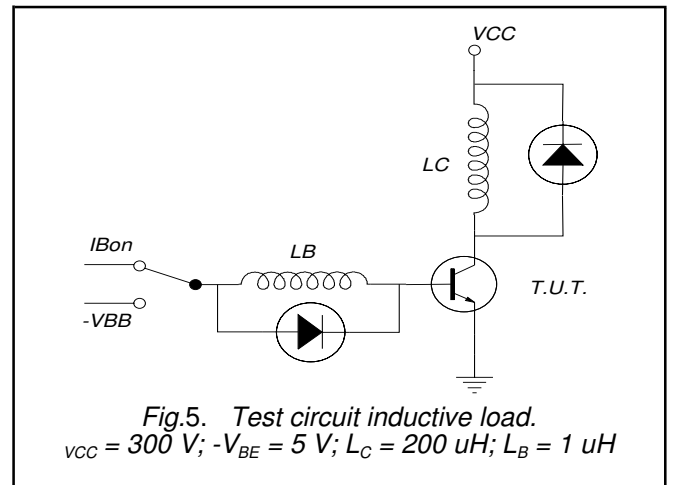 VCC
LC
IBon
LB
T.U.T.
-VBB
Fig.5. Test circuit inductive load.
VCC = 300 V; -VBE = 5 V; LC = 200 uH; LB = 1 uH